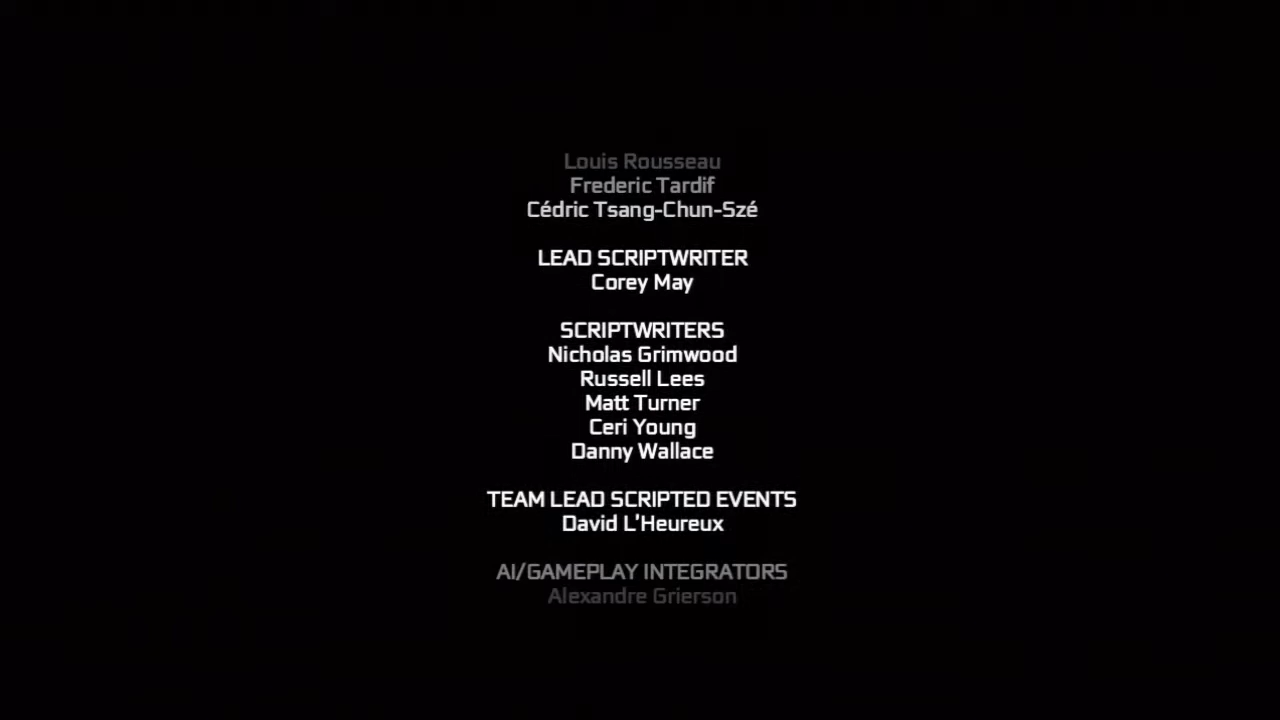 Louis Rousseau
Frederic Tardif
Cédric Tsang-Chun-Szé
LEAD SCRIPTWRITER
Corey May
SCRIPTWRITERS
Nicholas Grimwood
Russell Lees
Matt Turner
Ceri Young
Danny Wallace
TEAM LEAD SCRIPTED EVENTS
David L'Heureux
AI/GAMEPLAY INTEGRATORS
Alexandre Grierson